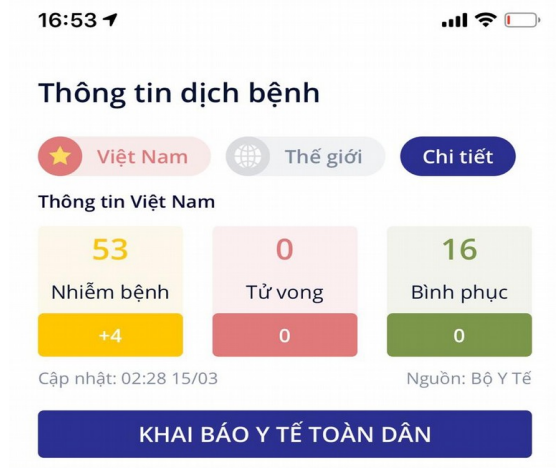 16:53
Thông tin dịch bệnh
Việt Nam Thế giới Chi tiết
Thông tin Việt Nam
53 0 16
Nhiễm bệnh Tử vong Bình phục
+4 0 0
Cập nhật: 02:28 15/03 Nguồn: Bộ Y Tế
KHAI BÁO Y TẾ TOÀN DÂN